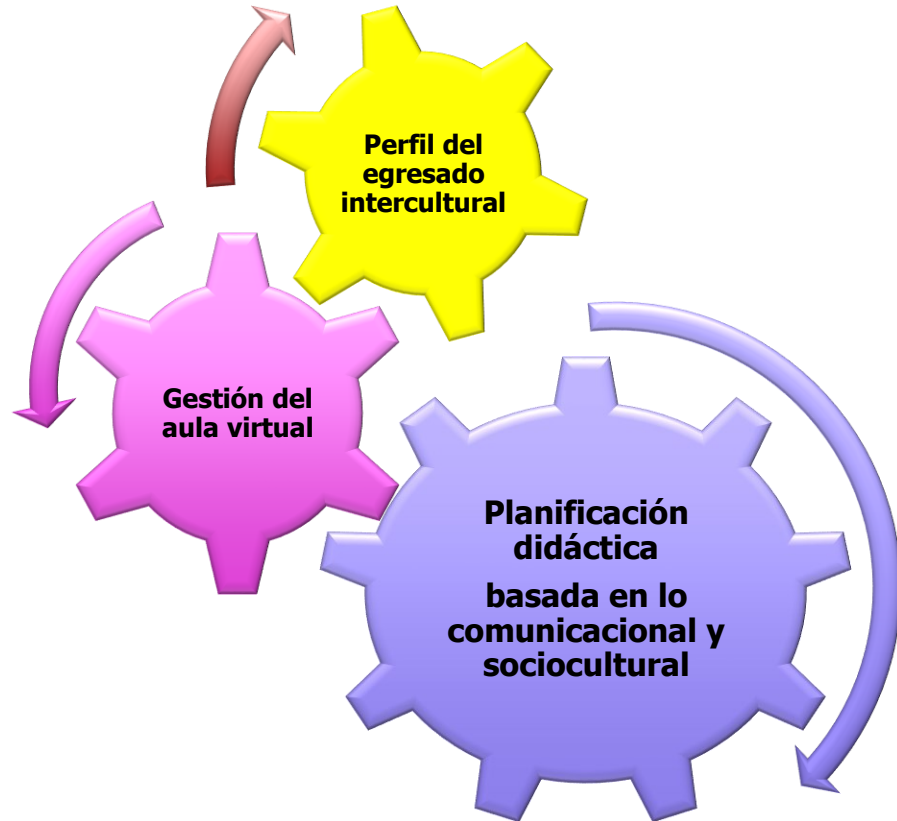 Perfil del
egresado
intercultural
Gestión del
aula virtual
Planificación
didáctica
basada en lo
comunicacional y
sociocultural